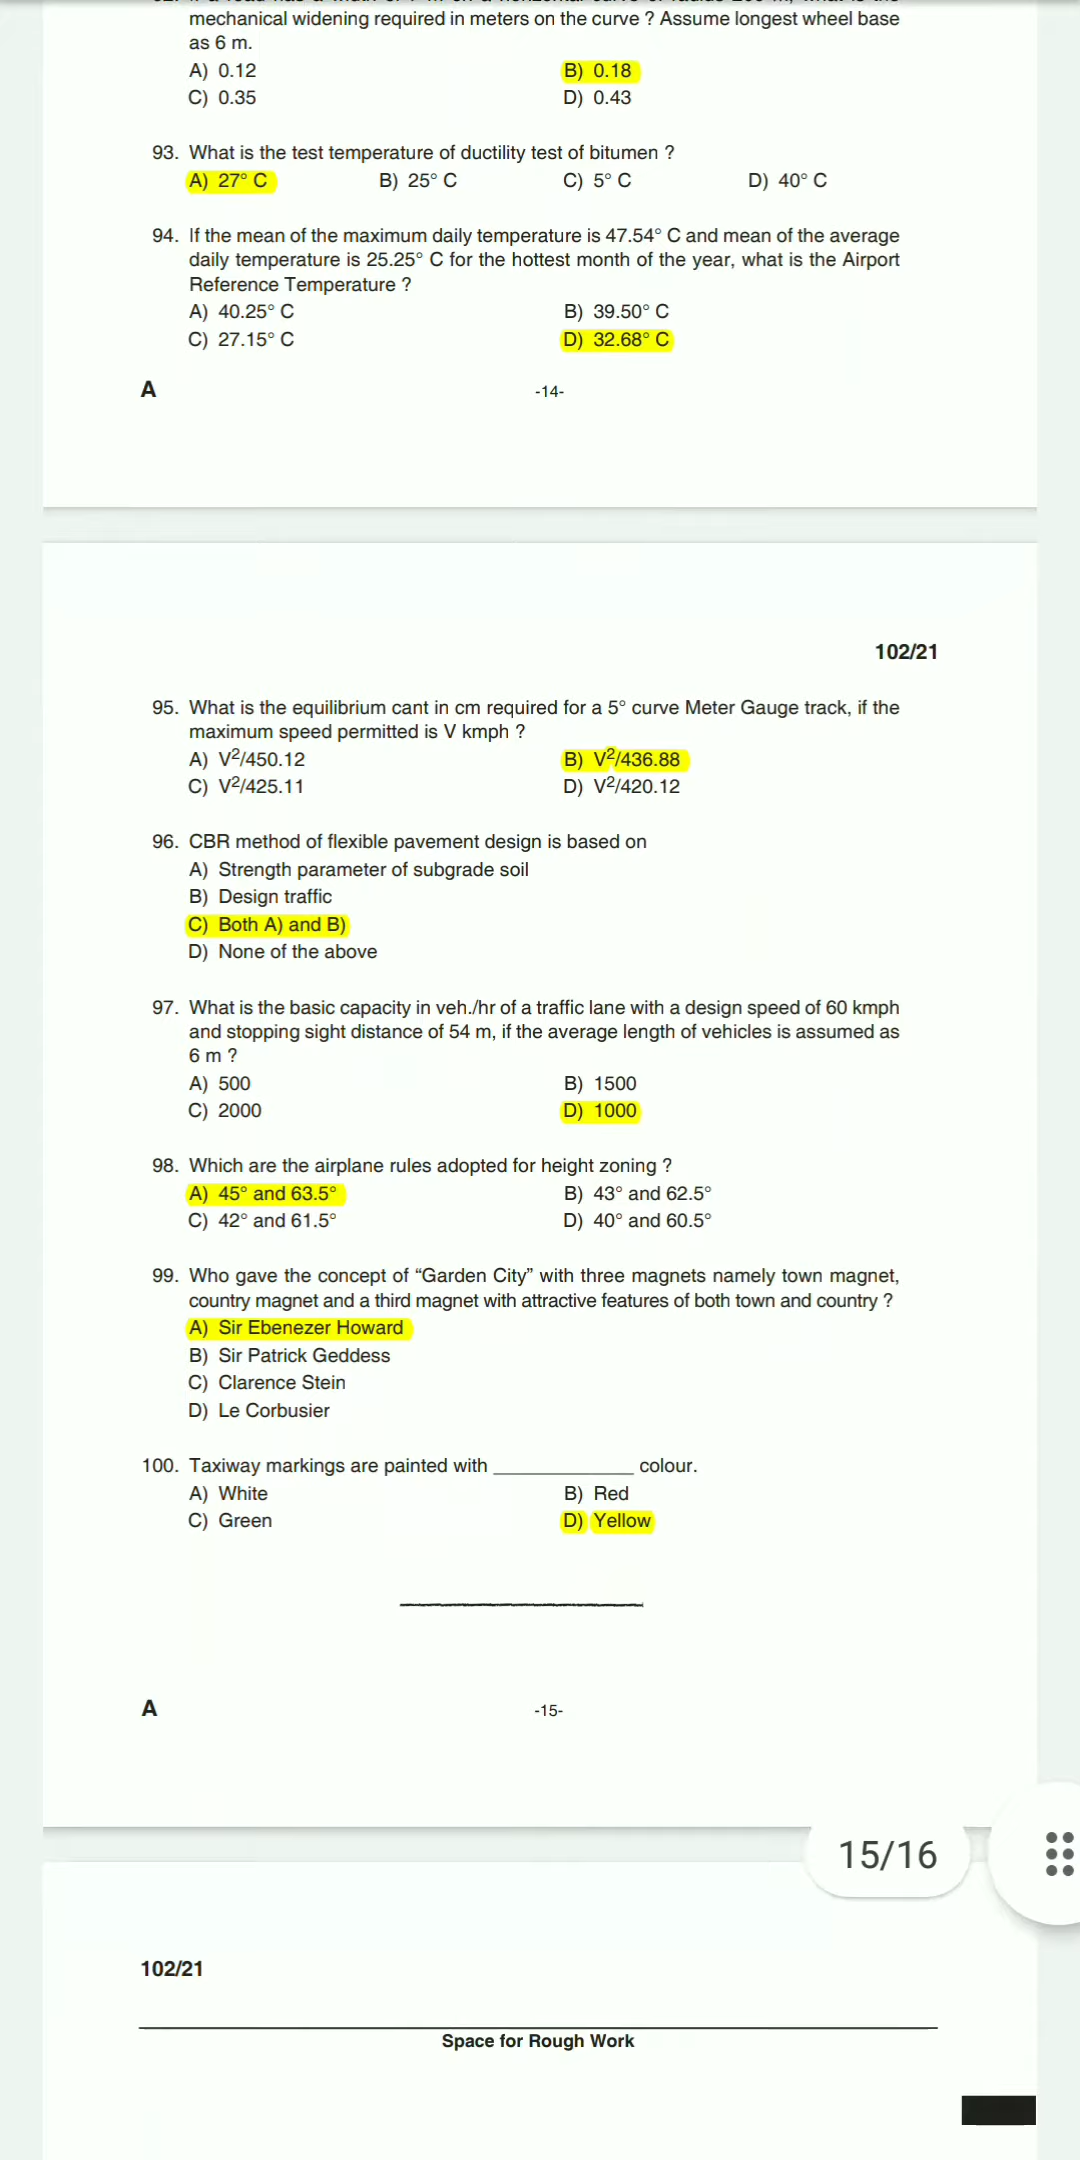 mechanical widening required in meters on the curve ? Assume longest wheel base
as 6 m.
A) 0.12 B) 0.18
C) 0.35 D) 0.43
93. What is the test temperature of ductility test of bitumen ?
A) 27° C B) 25° C C) 5° C D) 40° C
94. If the mean of the maximum daily temperature is 47.54° C and mean of the average
daily temperature is 25.25° C for the hottest month of the year, what is the Airport
Reference Temperature ?
A) 40.25° C B) 39.50° C
C) 27.15° C D) 32.68° C
A -14-
102/21
95. What is the equilibrium cant in cm required for a 5° curve Meter Gauge track, if the
maximum speed permitted is V kmph ?
A) V²/450.12 B) V²/436.88
C) V²/425.11 D) V²/420.12
96. CBR method of flexible pavement design is based on
A) Strength parameter of subgrade soil
B) Design traffic
C) Both A) and B)
D) None of the above
97. What is the basic capacity in veh./hr of a traffic lane with a design speed of 60 kmph
and stopping sight distance of 54 m, if the average length of vehicles is assumed as
6 m ?
A) 500 B) 1500
C) 2000 D) 1000
98. Which are the airplane rules adopted for height zoning ?
A) 45° and 63.5° B) 43° and 62.5°
C) 42° and 61.5° D) 40° and 60.5°
99. Who gave the concept of “Garden City” with three magnets namely town magnet,
country magnet and a third magnet with attractive features of both town and country ?
A) Sir Ebenezer Howard
B) Sir Patrick Geddess
C) Clarence Stein
D) Le Corbusier
100. Taxiway markings are painted with ______________ colour.
A) White B) Red
C) Green D) Yellow
A -15-
15/16
102/21
Space for Rough Work